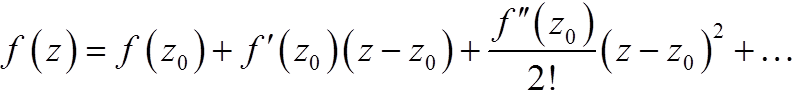 f(z) = f(z₀) + f′(z₀)(z − z₀) + f″(z₀)/2! (z − z₀)² + …